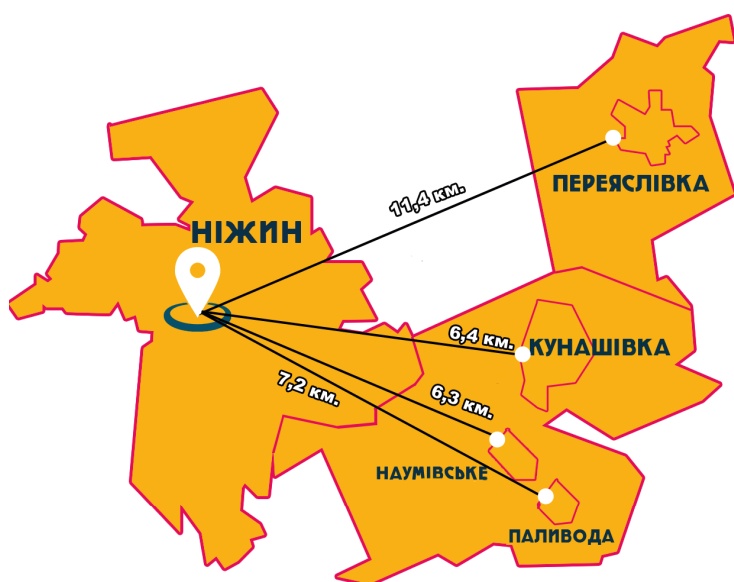 ПЕРЕЯСЛІВКА
11,4 км.
НІЖИН
6,4 км.
КУНАШІВКА
7,2 км.
6,3 км.
НАУМІВСЬКЕ
ПАЛИВОДА